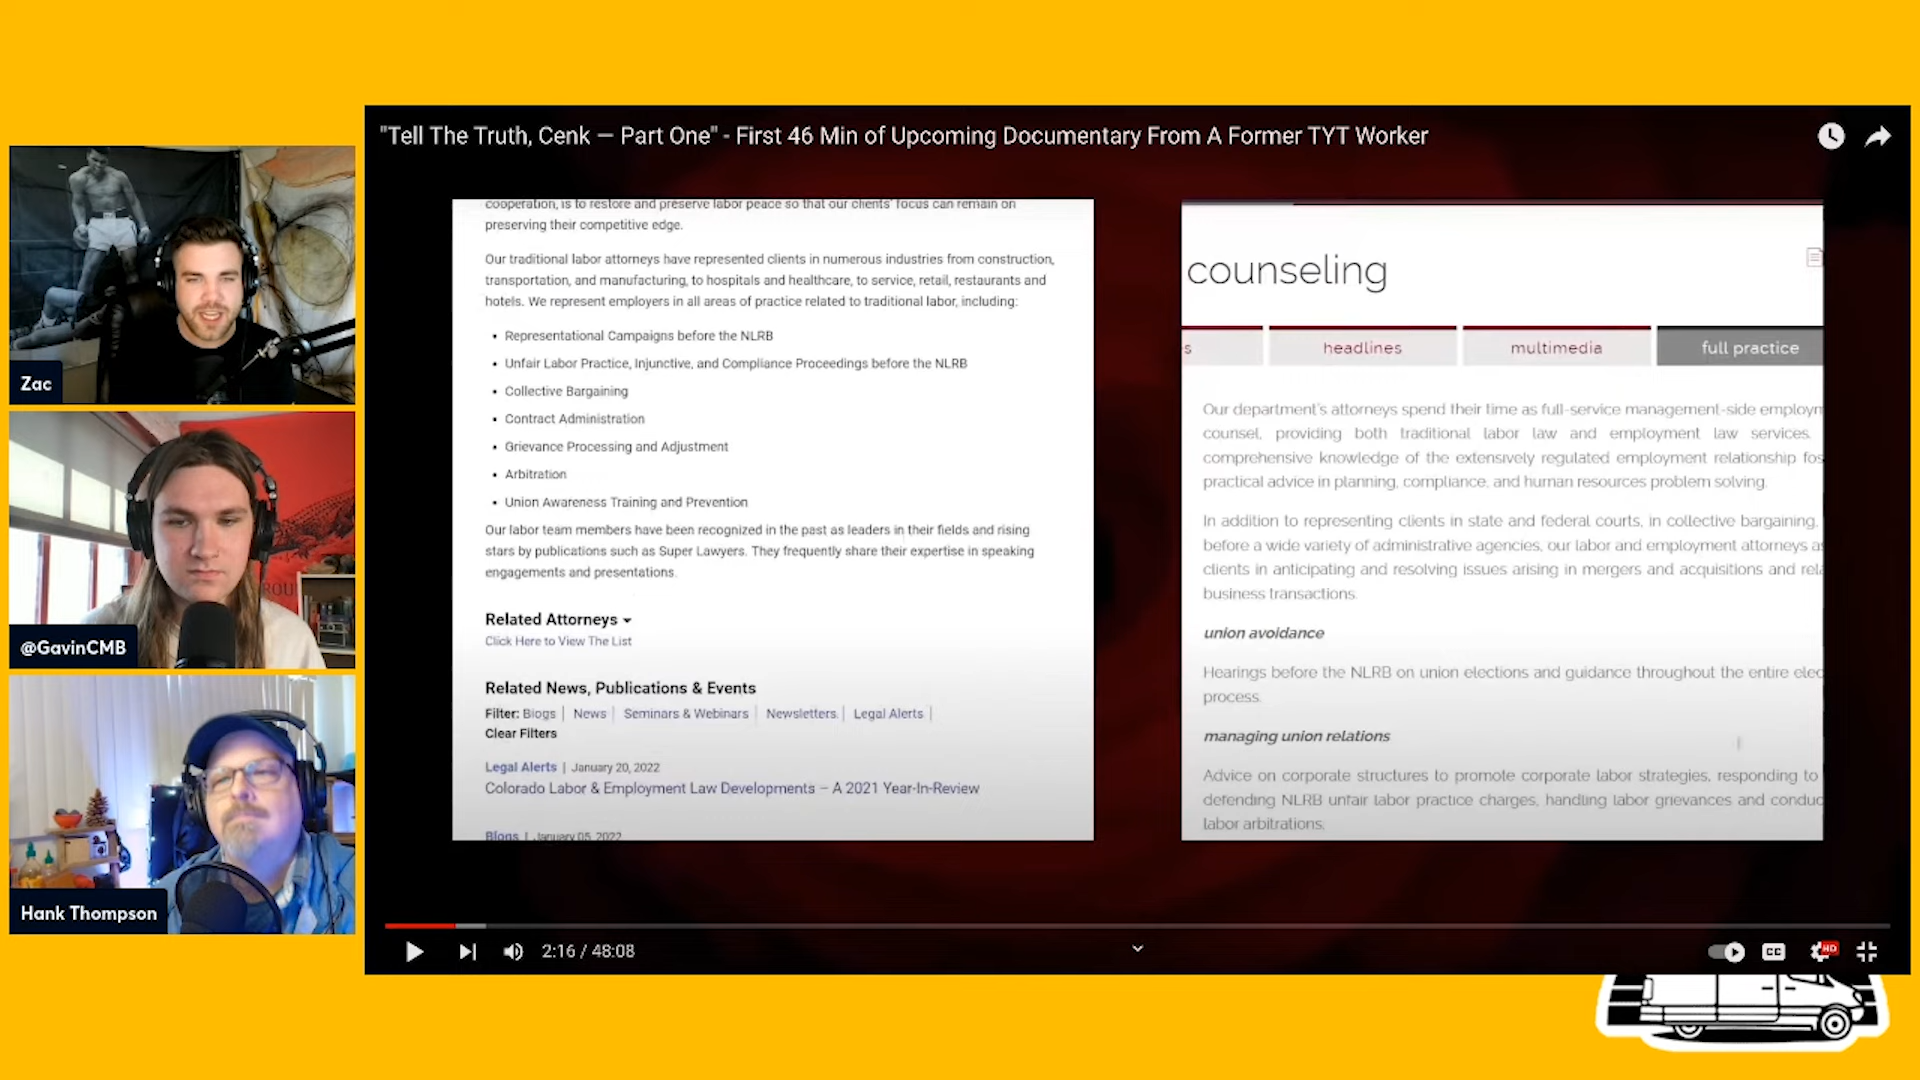 "Tell The Truth, Cenk — Part One" - First 46 Min of Upcoming Documentary From A Former TYT Worker
Zac
@GavinCMB
Hank Thompson
cooperation, is to restore and preserve labor peace so that our clients' focus can remain on
preserving their competitive edge.
Our traditional labor attorneys have represented clients in numerous industries from construction,
transportation, and manufacturing, to hospitals and healthcare, to service, retail, restaurants and
hotels. We represent employers in all areas of practice related to traditional labor, including:
• Representational Campaigns before the NLRB
• Unfair Labor Practice, Injunctive, and Compliance Proceedings before the NLRB
• Collective Bargaining
• Contract Administration
• Grievance Processing and Adjustment
• Arbitration
• Union Awareness Training and Prevention
Our labor team members have been recognized in the past as leaders in their fields and rising
stars by publications such as Super Lawyers. They frequently share their expertise in speaking
engagements and presentations.
Related Attorneys
Click Here to View The List
Related News, Publications & Events
Filter: Blogs | News | Seminars & Webinars | Newsletters | Legal Alerts |
Clear Filters
Legal Alerts | January 20, 2022
Colorado Labor & Employment Law Developments – A 2021 Year-In-Review
Blogs | January 05, 2022
counseling
s headlines multimedia full practice
Our department's attorneys spend their time as full-service management-side employm
counsel, providing both traditional labor law and employment law services.
comprehensive knowledge of the extensively regulated employment relationship fos
practical advice in planning, compliance, and human resources problem solving.
In addition to representing clients in state and federal courts, in collective bargaining,
before a wide variety of administrative agencies, our labor and employment attorneys as
clients in anticipating and resolving issues arising in mergers and acquisitions and rela
business transactions.
union avoidance
Hearings before the NLRB on union elections and guidance throughout the entire elec
process.
managing union relations
Advice on corporate structures to promote corporate labor strategies, responding to
defending NLRB unfair labor practice charges, handling labor grievances and conduc
labor arbitrations.
2:16 / 48:08
CC
HD